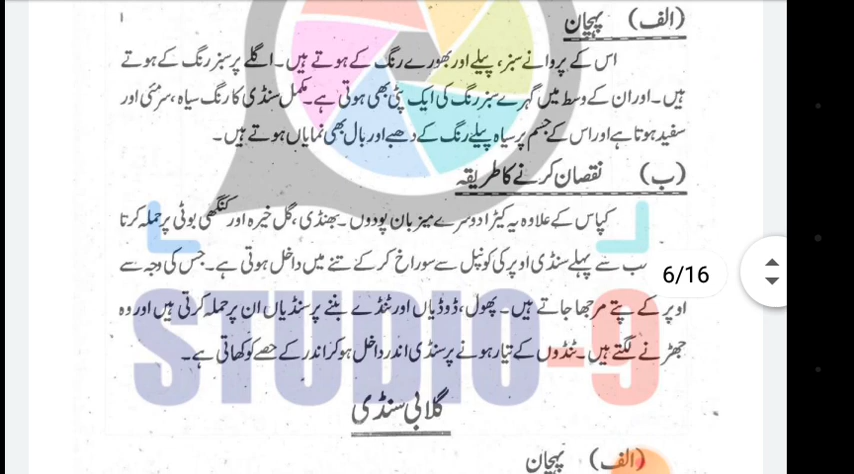 (الف) پہچان
اس کے پروانے سبز، پیلے اور بھورے رنگ کے ہوتے ہیں۔ اگلے پر سبز رنگ کے ہوتے
ہیں۔ اور ان کے وسط میں گہرے سبز رنگ کی ایک پٹی بھی ہوتی ہے۔ مکمل سنڈی کا رنگ سیاہ، سرمئی اور
سفید ہوتا ہے اور اس کے جسم پر سیاہ پیلے رنگ کے دھبے اور بال بھی نمایاں ہوتے ہیں۔
(ب) نقصان کرنے کا طریقہ
کپاس کے علاوہ یہ کیڑا دوسرے میزبان پودوں۔ بھنڈی، گل خیرہ اور کنگھی بوٹی پر حملہ کرتا
سب سے پہلے سنڈی اوپر کی کونپل سے سوراخ کر کے تنے میں داخل ہوتی ہے۔ جس کی وجہ سے
6/16
اوپر کے پتے مرجھا جاتے ہیں۔ پھول، ڈوڈیاں اور ٹنڈے بننے پر سنڈیاں ان پر حملہ کرتی ہیں اور وہ
جھڑنے لگتے ہیں۔ ٹنڈوں کے تیار ہونے پر سنڈی اندر داخل ہو کر اندر کے حصے کو کھاتی ہے۔
STUDIO-9
گلابی سنڈی
(الف) پہچان